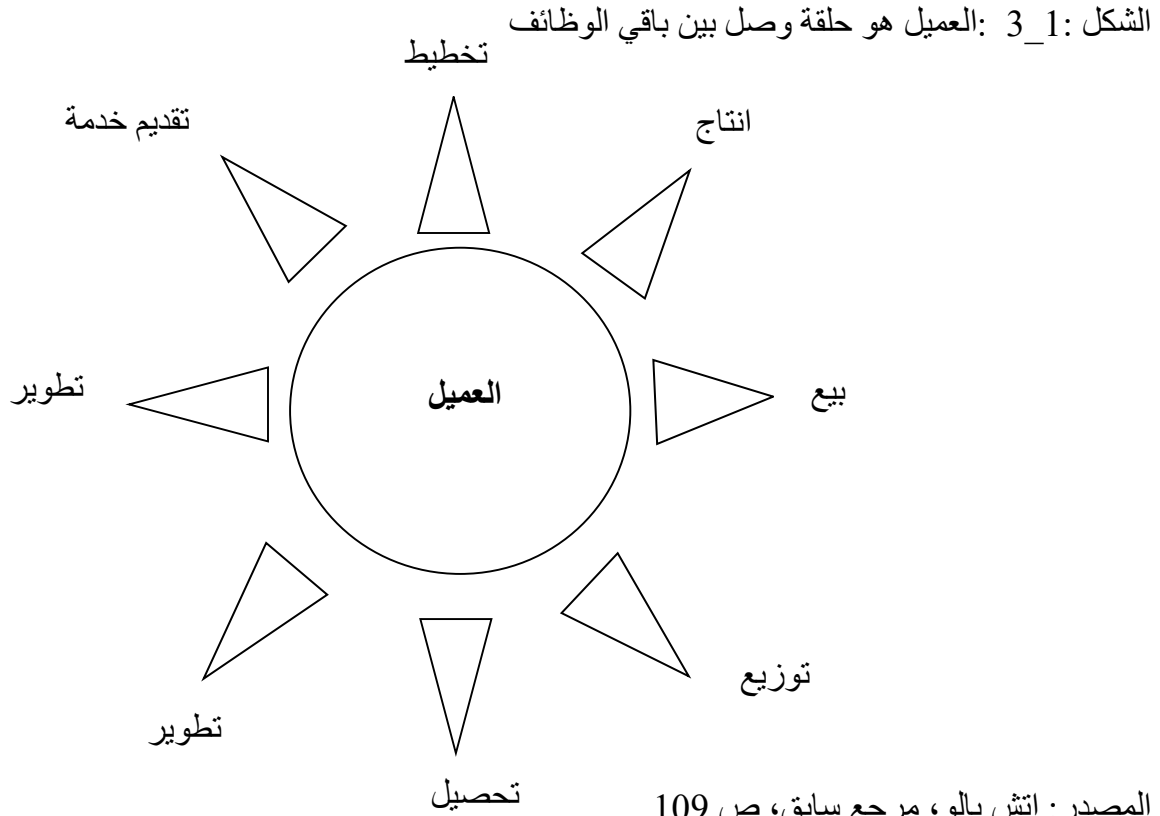 الشكل :1_3 :العميل هو حلقة وصل بين باقي الوظائف
تخطيط
انتاج
تقديم خدمة
بيع
العميل
تطوير
توزيع
تطوير
تحصيل
المصدر : اتش بالو ، مرجع سابق، ص 109